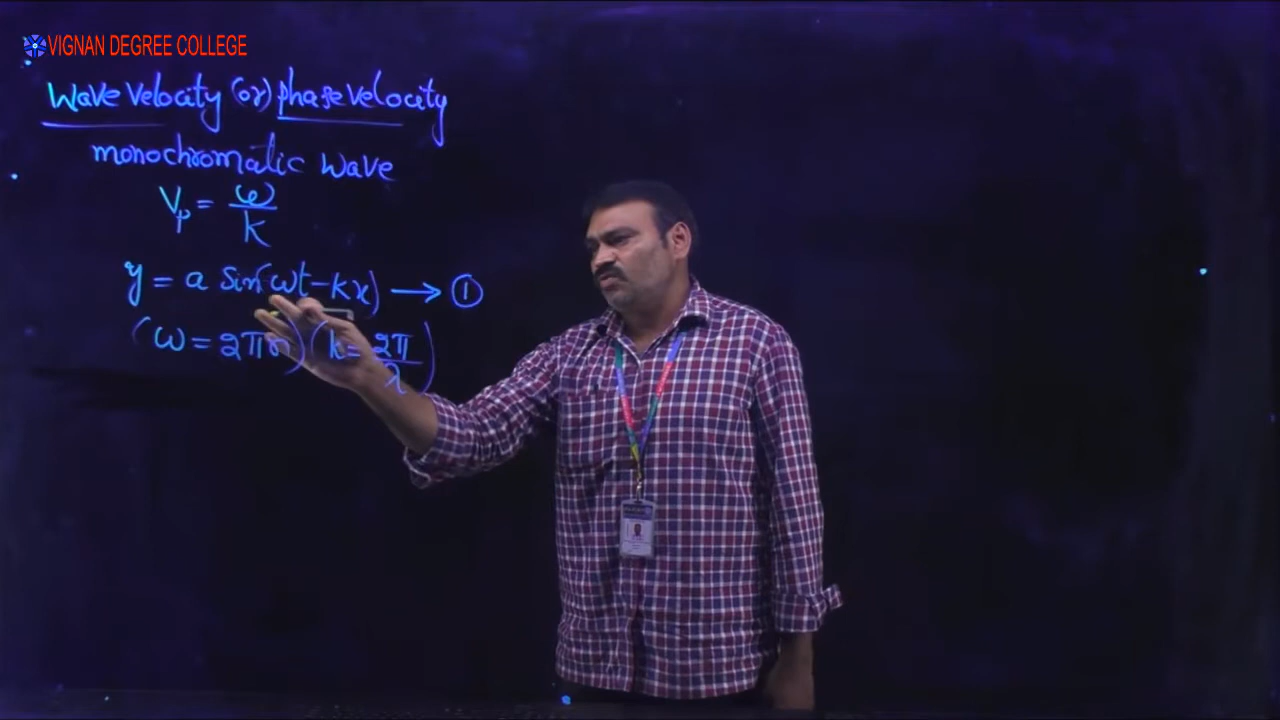 VIGNAN DEGREE COLLEGE
Wave velocity (or) phase velocity
monochromatic wave
Vp = ω/k
y = a sin(ωt - kx) → ①
(ω = 2πn) (k = 2π/λ)